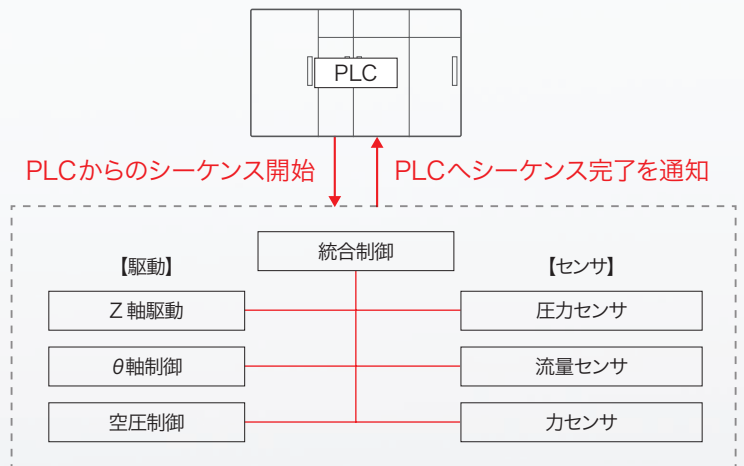 PLC
PLCからのシーケンス開始
PLCへシーケンス完了を通知
統合制御
【駆動】
【センサ】
Z 軸駆動
圧力センサ
θ軸制御
流量センサ
空圧制御
力センサ